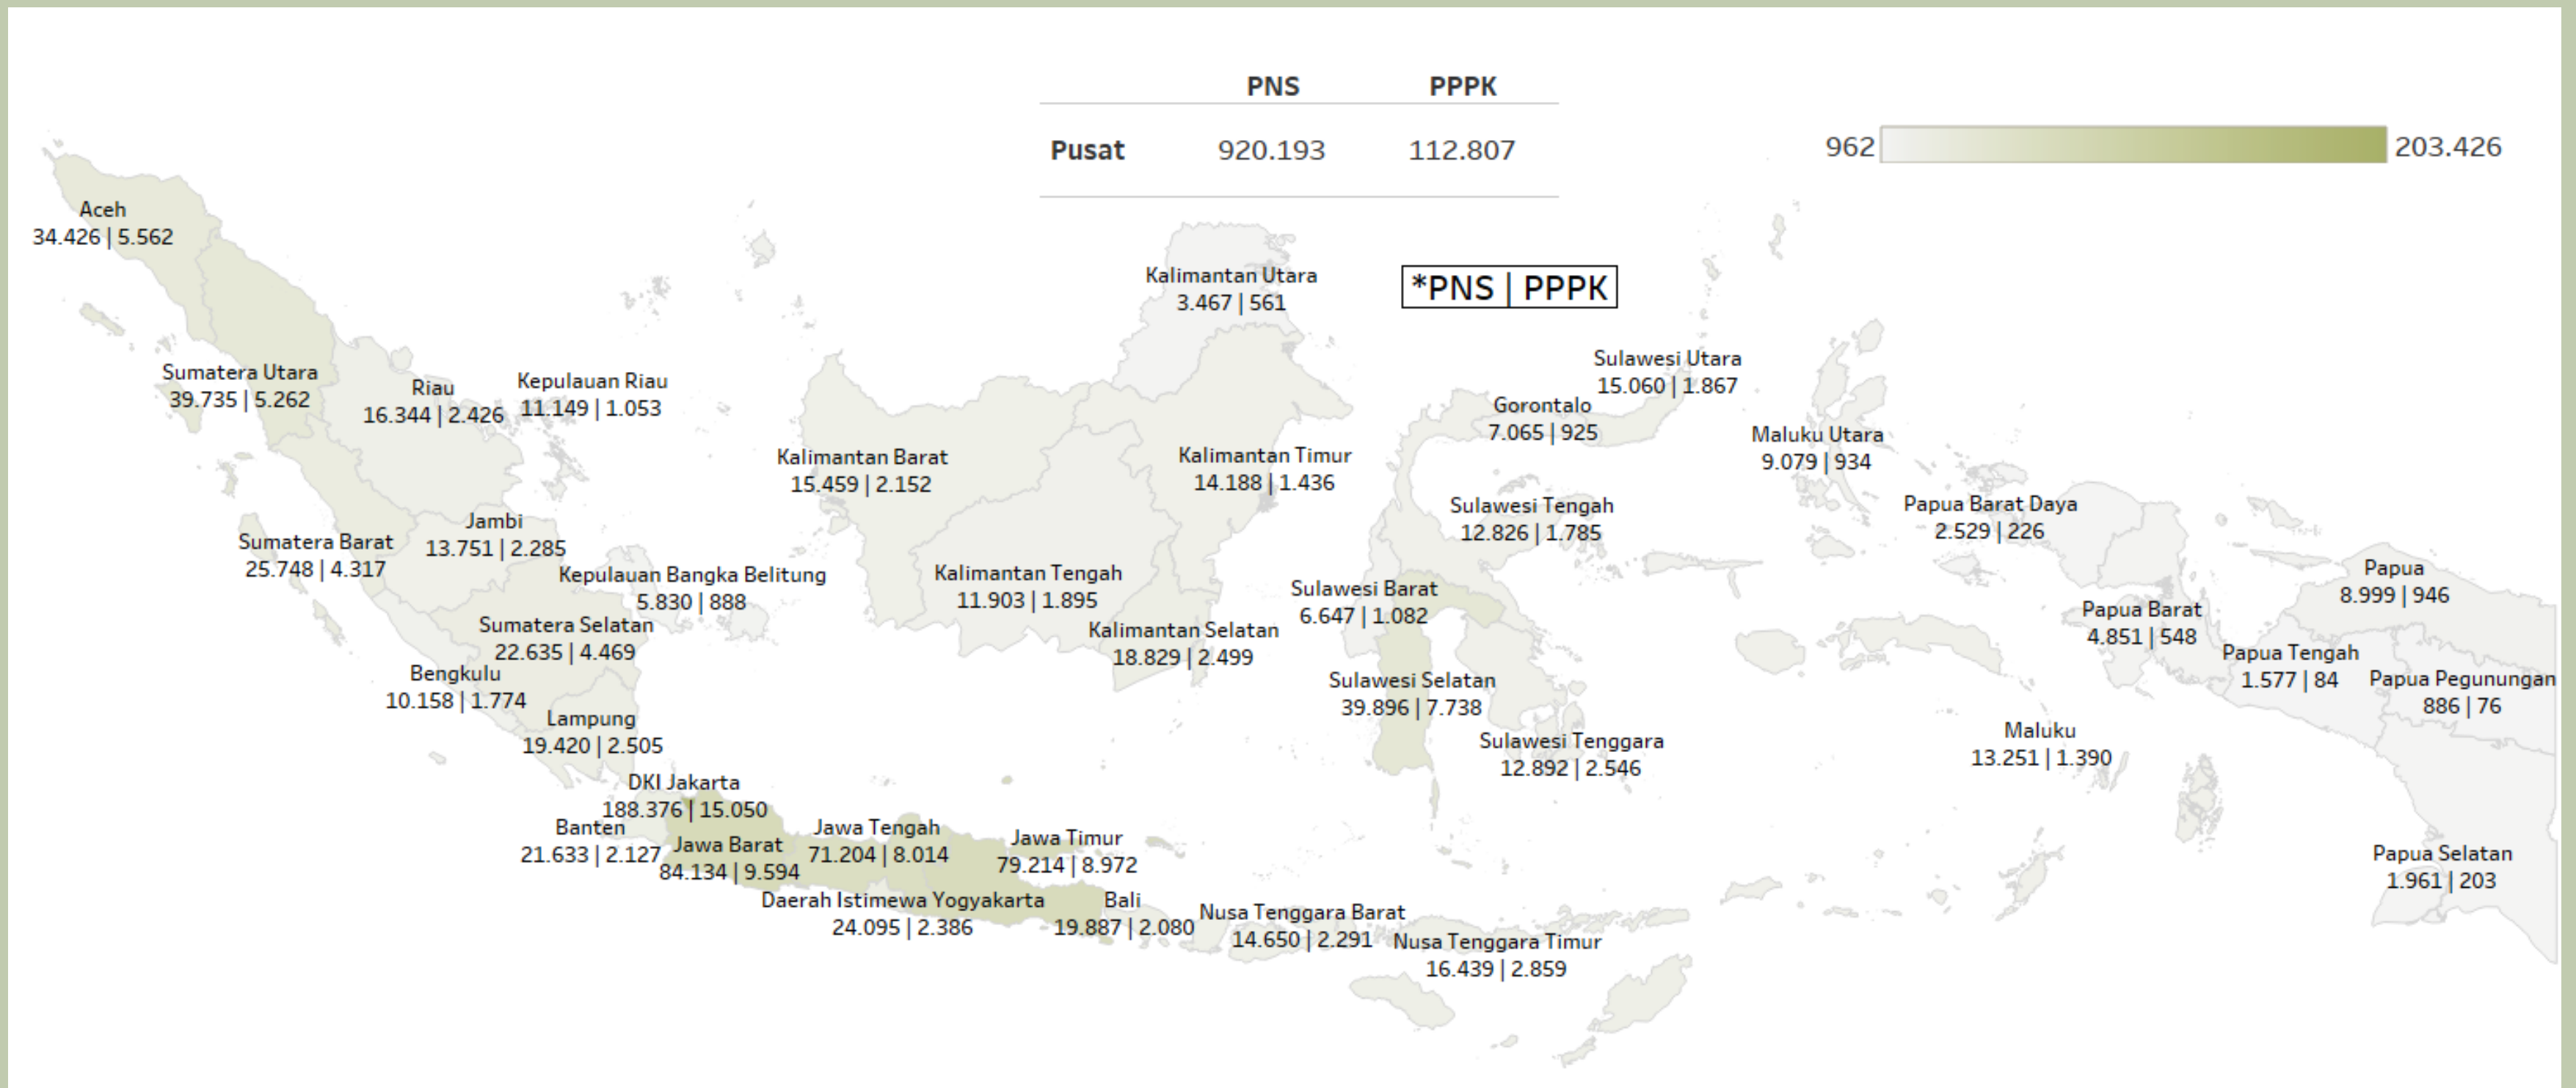 PNS PPPK
Pusat 920.193 112.807
962 203.426
*PNS | PPPK
Aceh
34.426 | 5.562
Sumatera Utara
39.735 | 5.262
Riau
16.344 | 2.426
Kepulauan Riau
11.149 | 1.053
Sumatera Barat
25.748 | 4.317
Jambi
13.751 | 2.285
Kepulauan Bangka Belitung
5.830 | 888
Sumatera Selatan
22.635 | 4.469
Bengkulu
10.158 | 1.774
Lampung
19.420 | 2.505
DKI Jakarta
188.376 | 15.050
Banten
21.633 | 2.127
Jawa Barat
84.134 | 9.594
Jawa Tengah
71.204 | 8.014
Jawa Timur
79.214 | 8.972
Daerah Istimewa Yogyakarta
24.095 | 2.386
Bali
19.887 | 2.080
Nusa Tenggara Barat
14.650 | 2.291
Nusa Tenggara Timur
16.439 | 2.859
Kalimantan Utara
3.467 | 561
Kalimantan Barat
15.459 | 2.152
Kalimantan Timur
14.188 | 1.436
Kalimantan Tengah
11.903 | 1.895
Kalimantan Selatan
18.829 | 2.499
Sulawesi Utara
15.060 | 1.867
Gorontalo
7.065 | 925
Sulawesi Tengah
12.826 | 1.785
Sulawesi Barat
6.647 | 1.082
Sulawesi Selatan
39.896 | 7.738
Sulawesi Tenggara
12.892 | 2.546
Maluku Utara
9.079 | 934
Maluku
13.251 | 1.390
Papua Barat Daya
2.529 | 226
Papua
8.999 | 946
Papua Barat
4.851 | 548
Papua Tengah
1.577 | 84
Papua Pegunungan
886 | 76
Papua Selatan
1.961 | 203